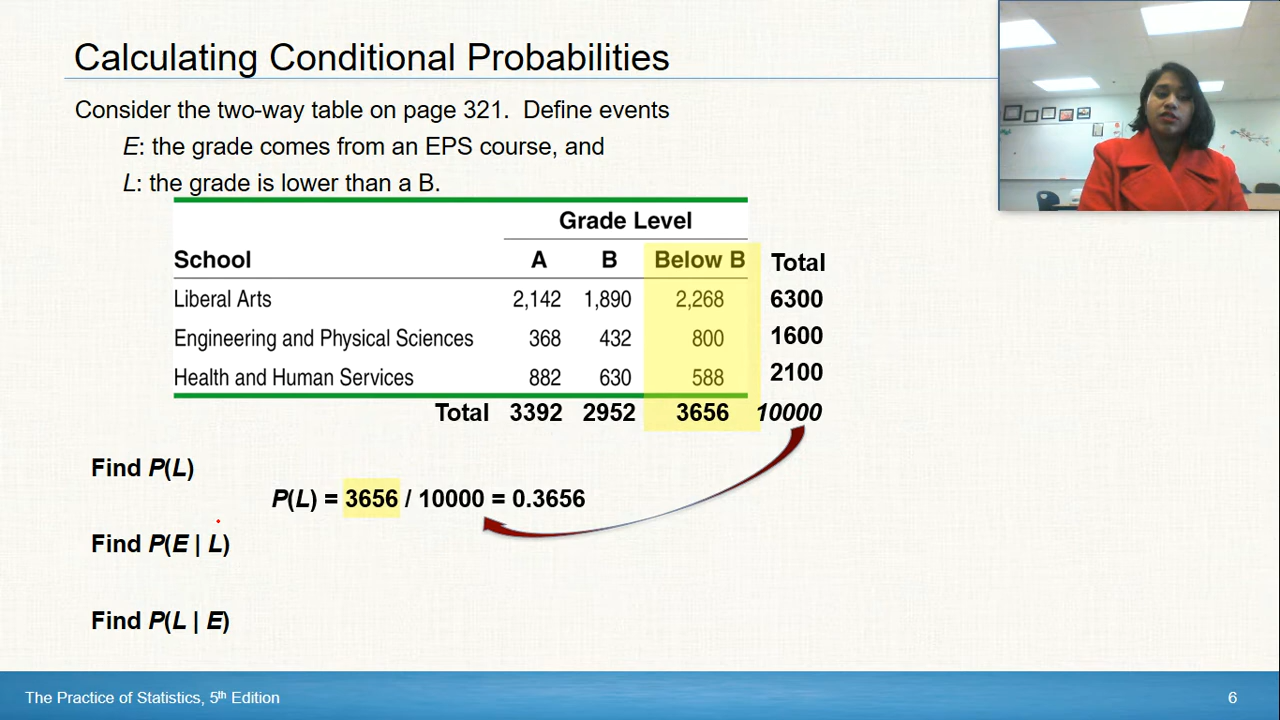 Calculating Conditional Probabilities
Consider the two-way table on page 321. Define events
E: the grade comes from an EPS course, and
L: the grade is lower than a B.
Grade Level
School A B Below B Total
Liberal Arts 2,142 1,890 2,268 6300
Engineering and Physical Sciences 368 432 800 1600
Health and Human Services 882 630 588 2100
Total 3392 2952 3656 10000
Find P(L)
P(L) = 3656 / 10000 = 0.3656
Find P(E | L)
Find P(L | E)
The Practice of Statistics, 5th Edition 6